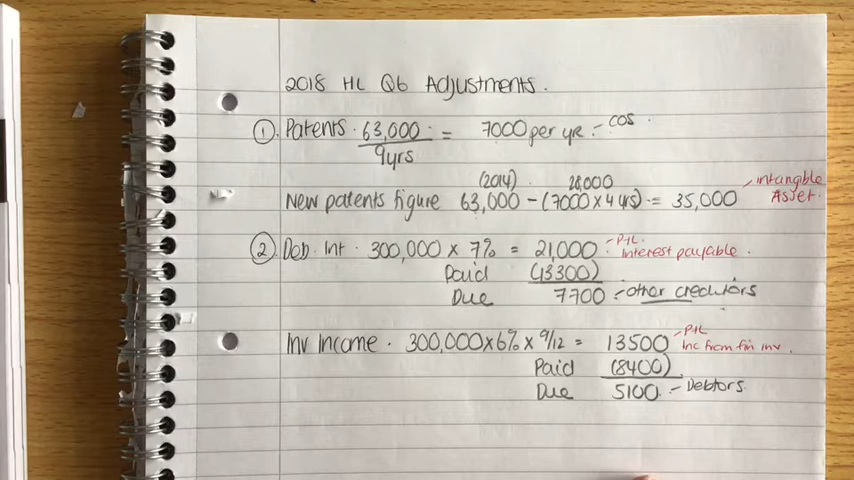 2018 HL Q6 Adjustments.
① Patents. 63,000 = 7000 per yr - COS.
9yrs
(2014) 28,000
New patents figure 63,000 - (7000 x 4 yrs) = 35,000 - intangible Asset.
② Deb. Int. 300,000 x 7% = 21,000 - P+L Interest payable.
Paid (13300)
Due 7700 - other creditors
Inv Income. 300,000x6% x 9/12 = 13500 - P+L Inc from fin inv.
Paid (8400)
Due 5100 - Debtors.